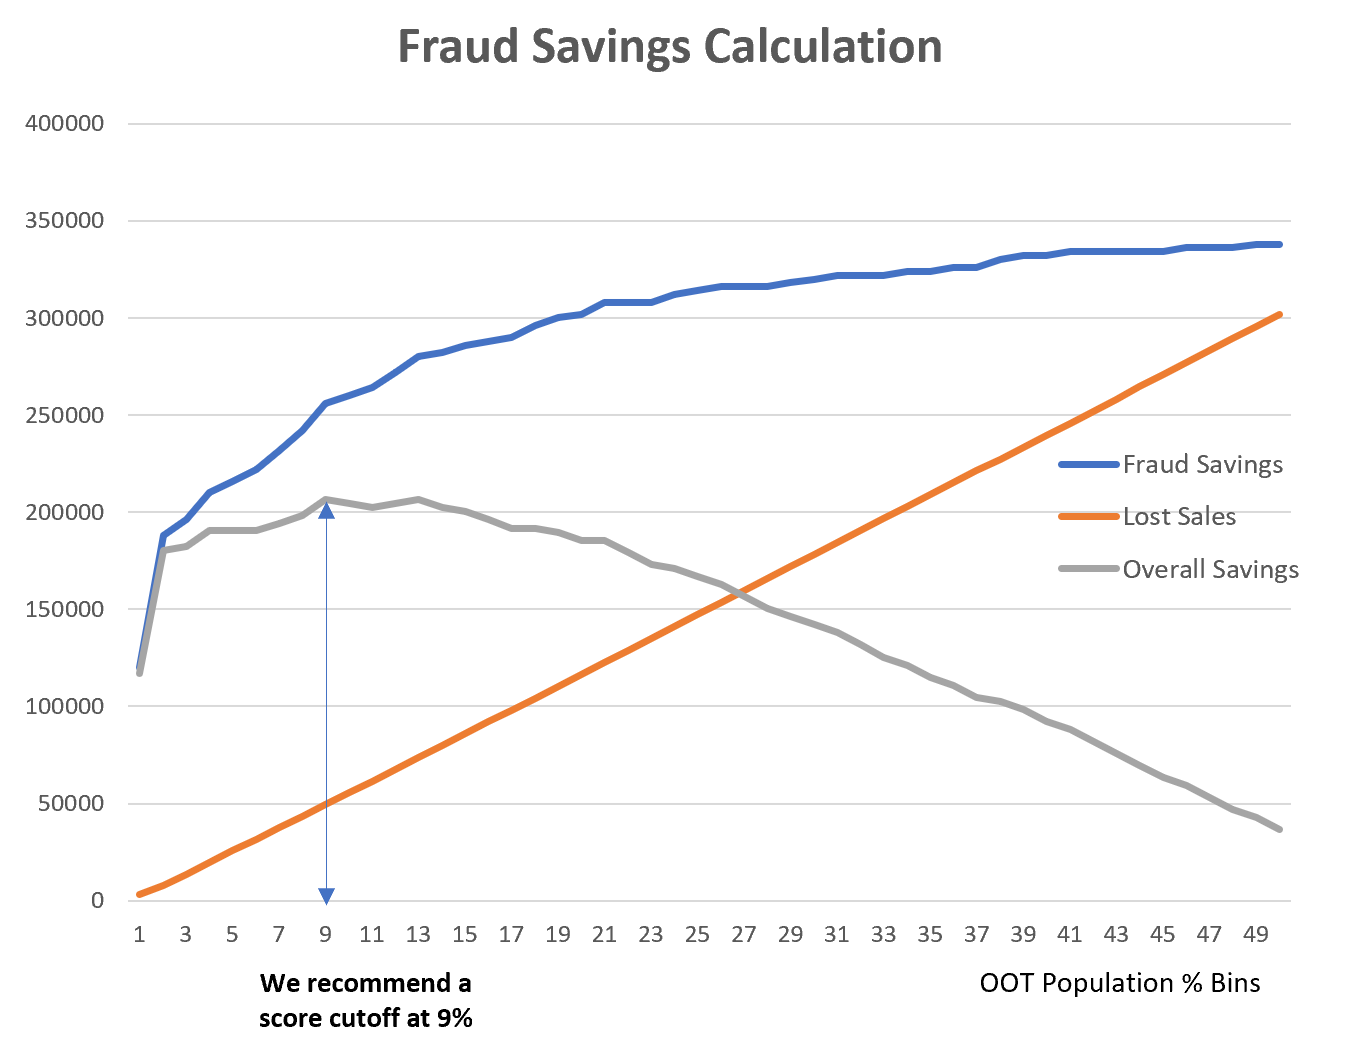 Fraud Savings Calculation
400000
350000
300000
250000
200000
150000
100000
50000
0
Fraud Savings
Lost Sales
Overall Savings
1 3 5 7 9 11 13 15 17 19 21 23 25 27 29 31 33 35 37 39 41 43 45 47 49
We recommend a
score cutoff at 9%
OOT Population % Bins